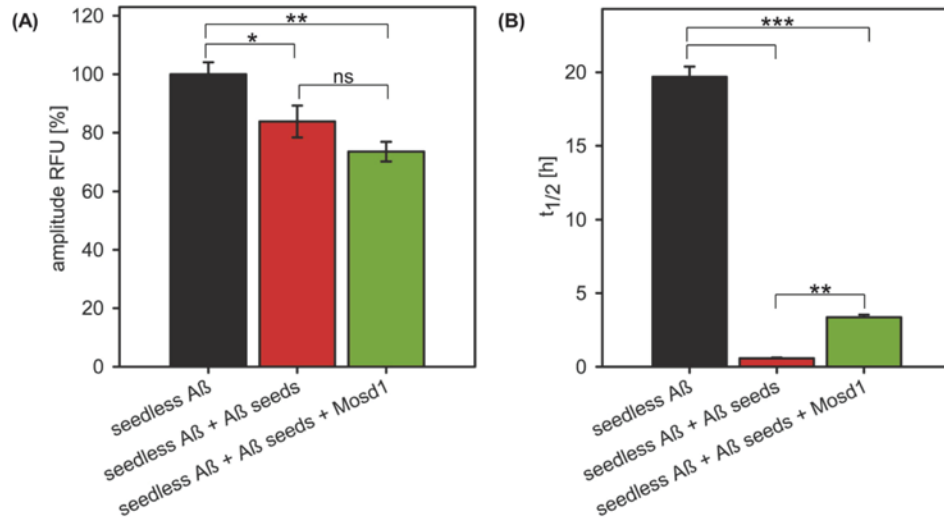 (A)
120
100
80
60
40
20
0
amplitude RFU [%]
**
*
ns
seedless Aß
seedless Aß + Aß seeds
seedless Aß + Aß seeds + Mosd1
(B)
20
15
10
5
0
t1/2 [h]
***
**
seedless Aß
seedless Aß + Aß seeds
seedless Aß + Aß seeds + Mosd1